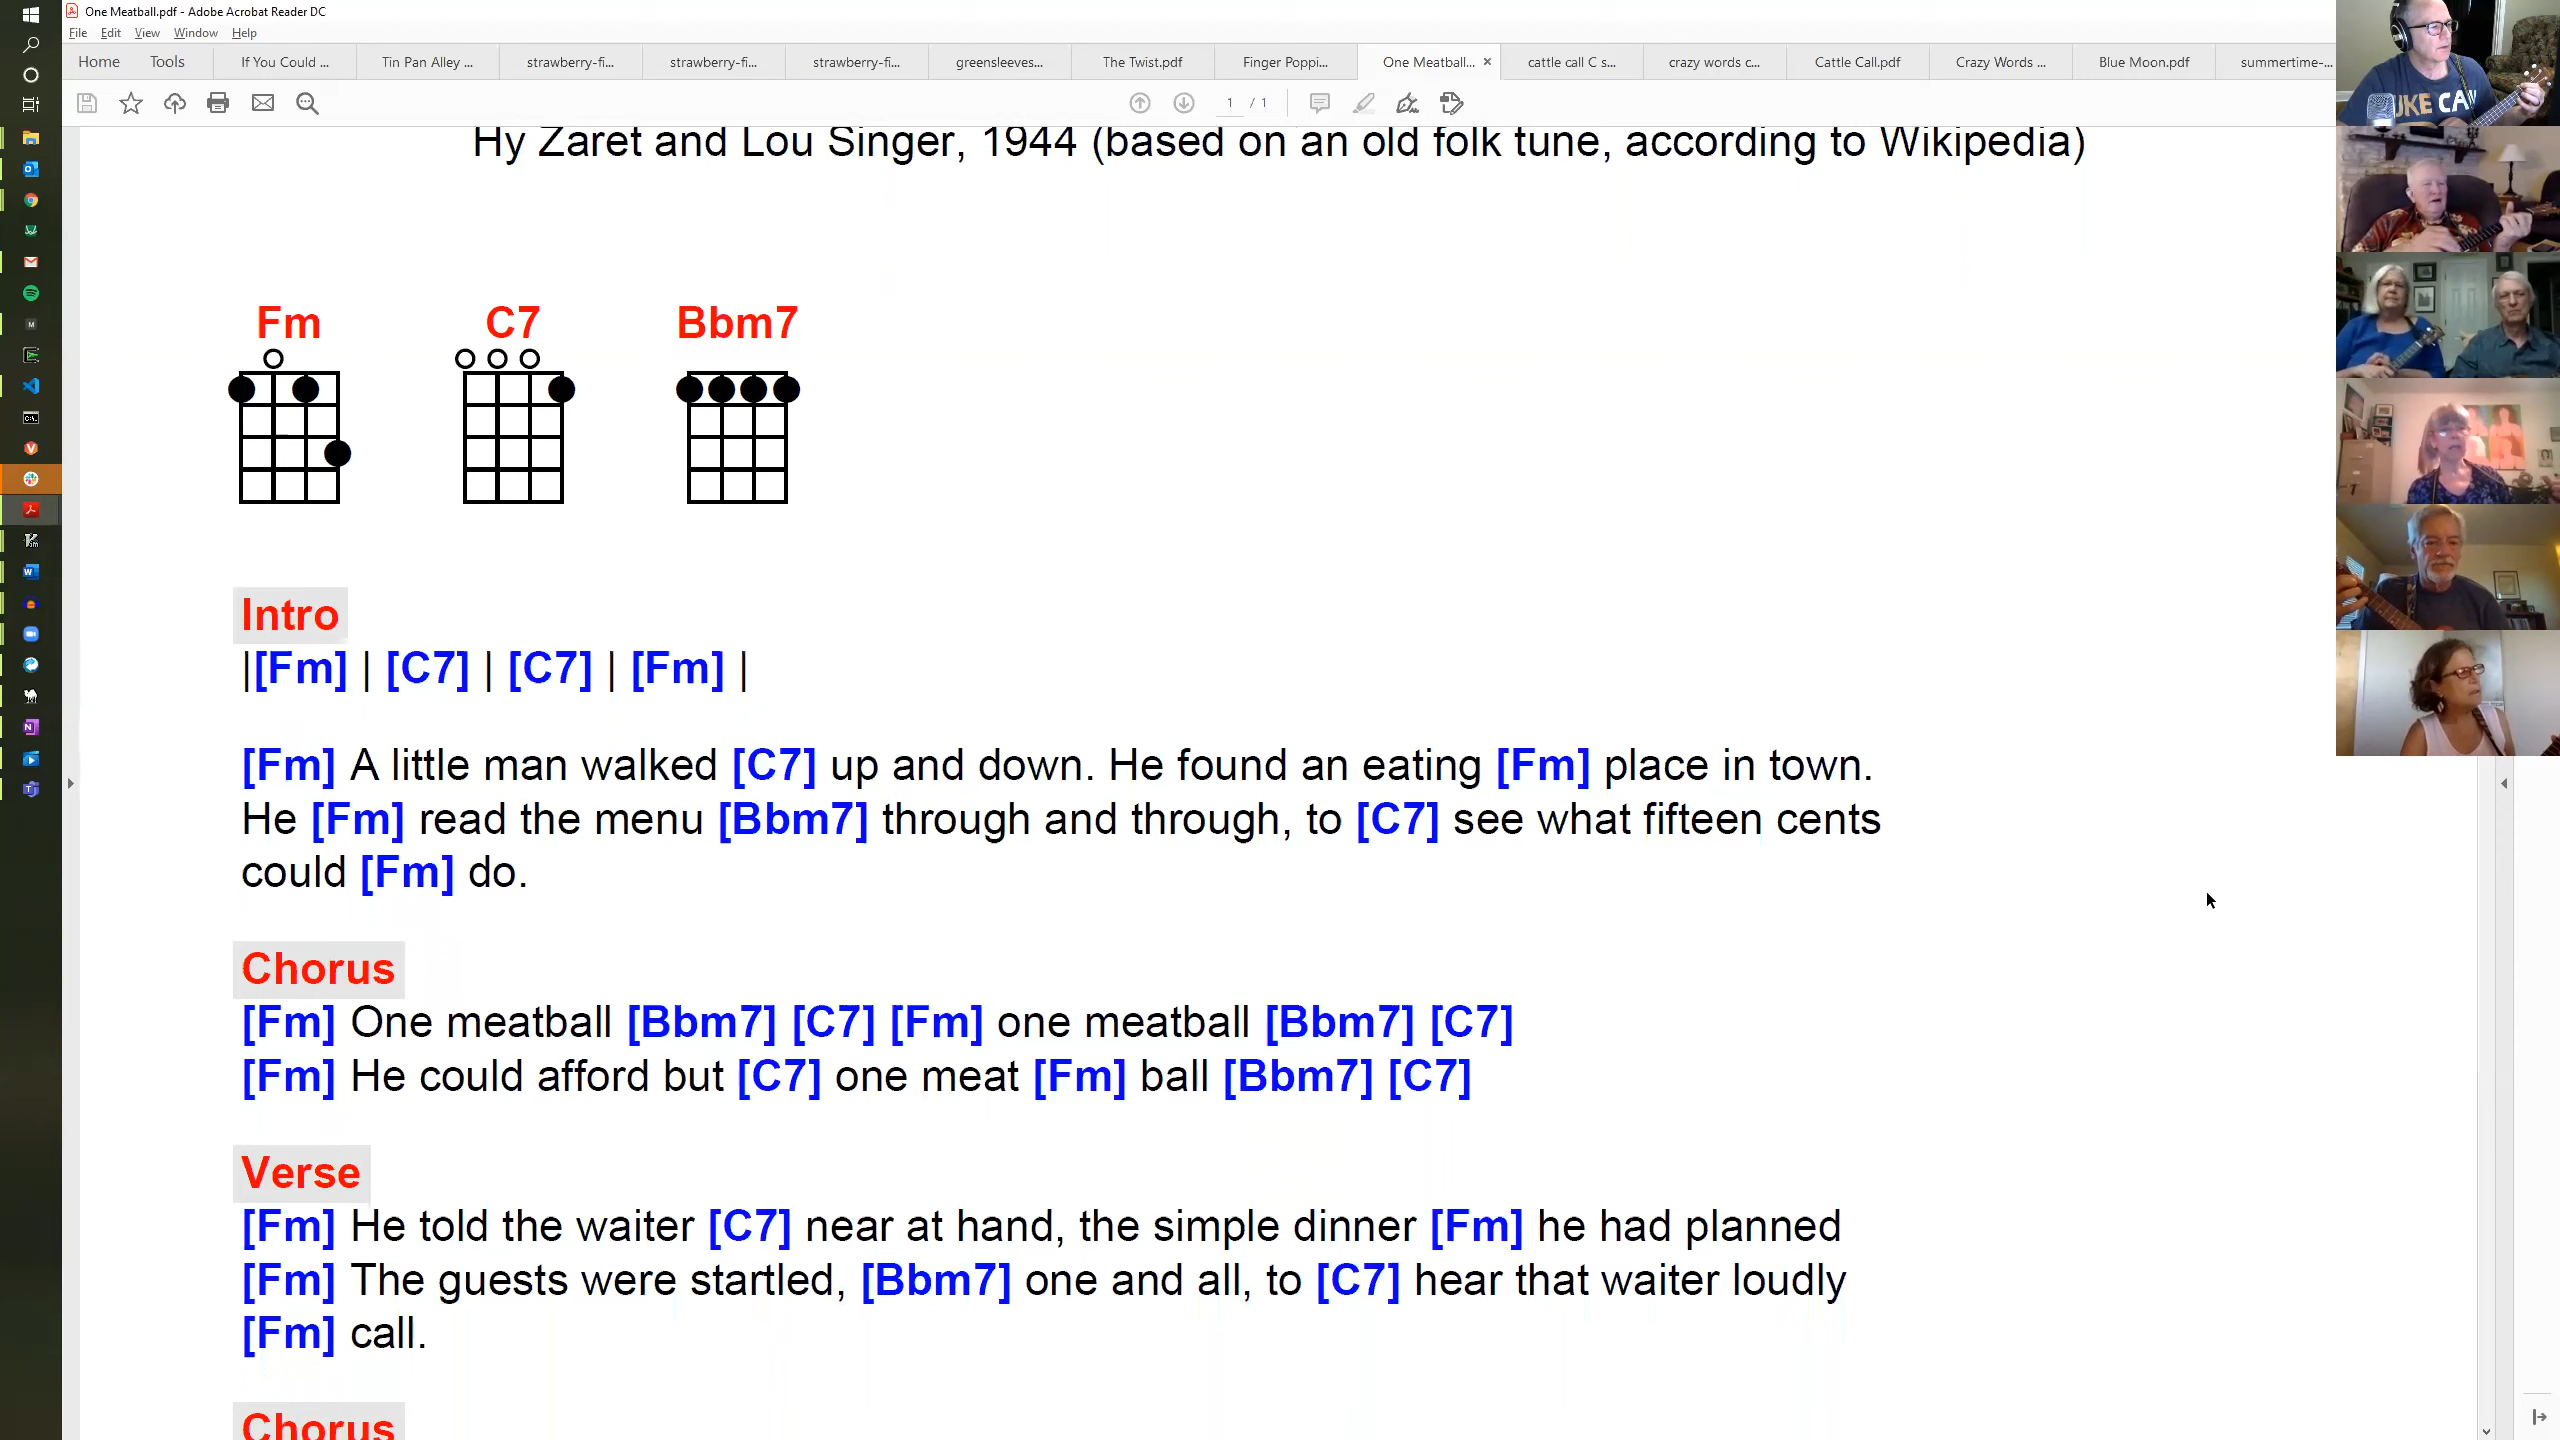 One Meatball.pdf - Adobe Acrobat Reader DC
File Edit View Window Help
Home Tools If You Could ... Tin Pan Alley ... strawberry-fi... strawberry-fi... strawberry-fi... greensleeves... The Twist.pdf Finger Poppi... One Meatball... × cattle call C s... crazy words c... Cattle Call.pdf Crazy Words ... Blue Moon.pdf summertime-...
1 / 1
Hy Zaret and Lou Singer, 1944 (based on an old folk tune, according to Wikipedia)
Fm C7 Bbm7
Intro
|[Fm] | [C7] | [C7] | [Fm] |
[Fm] A little man walked [C7] up and down. He found an eating [Fm] place in town.
He [Fm] read the menu [Bbm7] through and through, to [C7] see what fifteen cents
could [Fm] do.
Chorus
[Fm] One meatball [Bbm7] [C7] [Fm] one meatball [Bbm7] [C7]
[Fm] He could afford but [C7] one meat [Fm] ball [Bbm7] [C7]
Verse
[Fm] He told the waiter [C7] near at hand, the simple dinner [Fm] he had planned
[Fm] The guests were startled, [Bbm7] one and all, to [C7] hear that waiter loudly
[Fm] call.
Chorus